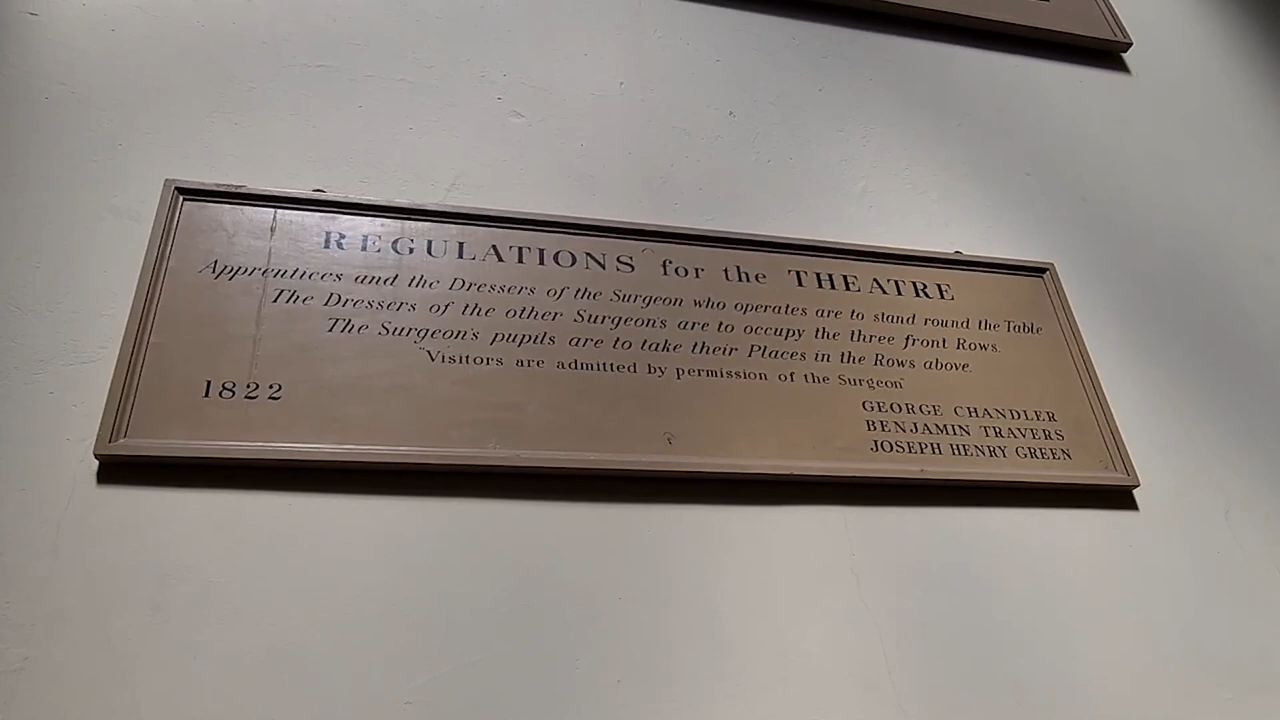 REGULATIONS for the THEATRE
Apprentices and the Dressers of the Surgeon who operates are to stand round the Table
The Dressers of the other Surgeon's are to occupy the three front Rows.
The Surgeon's pupils are to take their Places in the Rows above.
"Visitors are admitted by permission of the Surgeon"
1822
GEORGE CHANDLER
BENJAMIN TRAVERS
JOSEPH HENRY GREEN